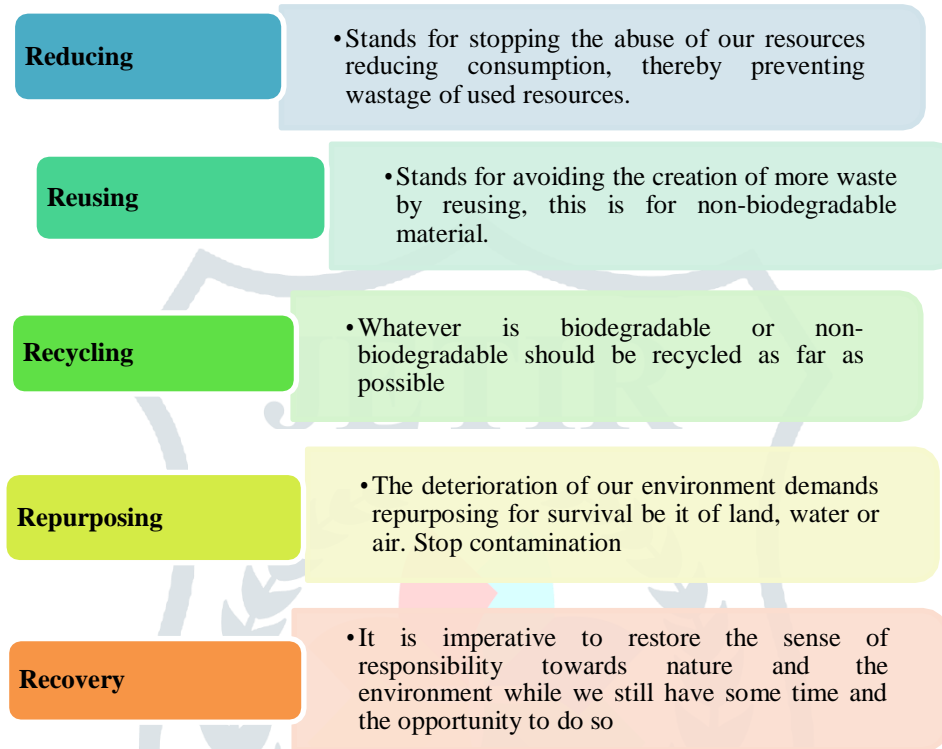 Reducing
•Stands for stopping the abuse of our resources
reducing consumption, thereby preventing
wastage of used resources.
Reusing
•Stands for avoiding the creation of more waste
by reusing, this is for non-biodegradable
material.
Recycling
•Whatever is biodegradable or non-
biodegradable should be recycled as far as
possible
JETIR
Repurposing
•The deterioration of our environment demands
repurposing for survival be it of land, water or
air. Stop contamination
Recovery
•It is imperative to restore the sense of
responsibility towards nature and the
environment while we still have some time and
the opportunity to do so